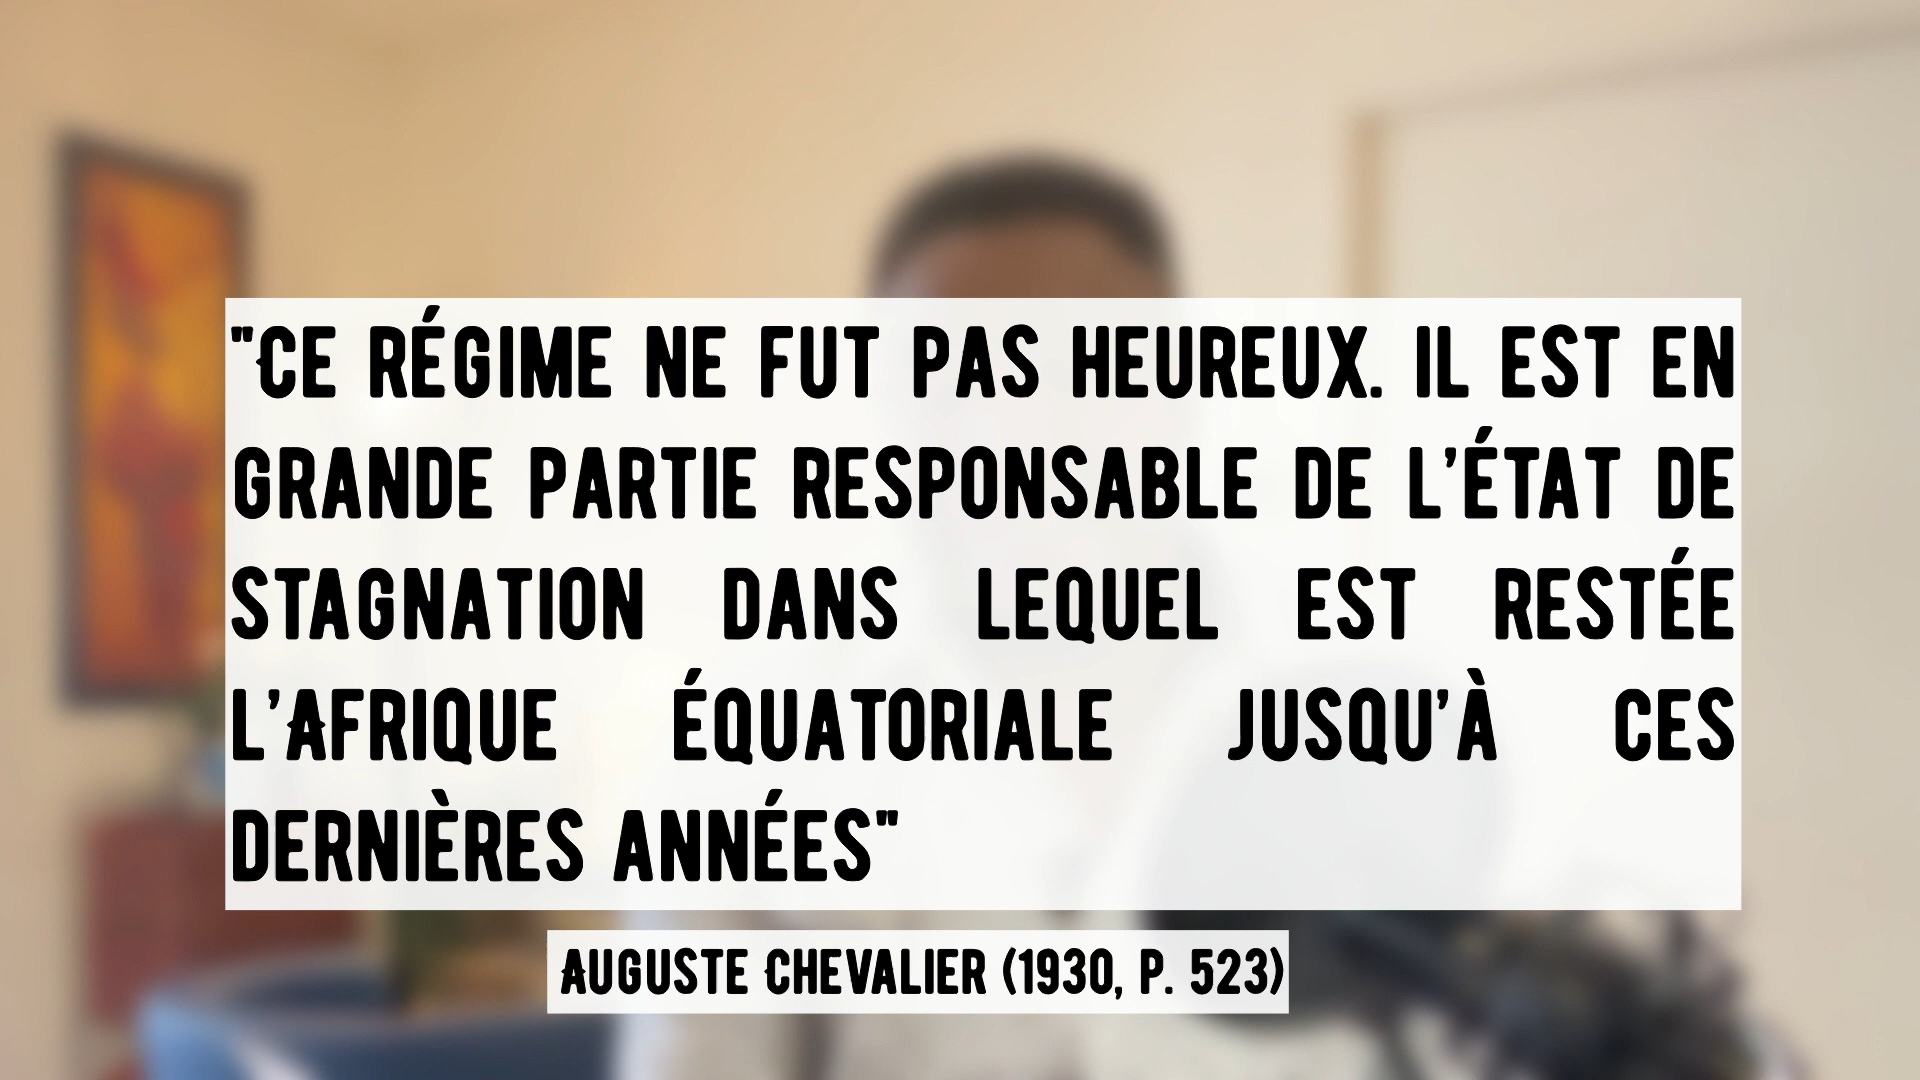 "CE RÉGIME NE FUT PAS HEUREUX. IL EST EN
GRANDE PARTIE RESPONSABLE DE L'ÉTAT DE
STAGNATION DANS LEQUEL EST RESTÉE
L'AFRIQUE ÉQUATORIALE JUSQU'À CES
DERNIÈRES ANNÉES"
AUGUSTE CHEVALIER (1930, P. 523)